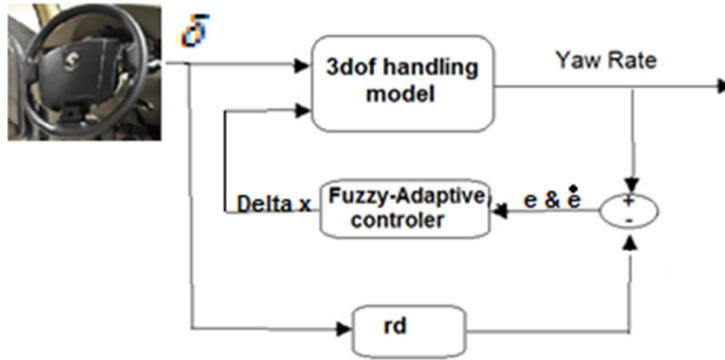 δ
3dof handling
model
Yaw Rate
Delta x
Fuzzy-Adaptive
controler
e & ė
+
-
rd